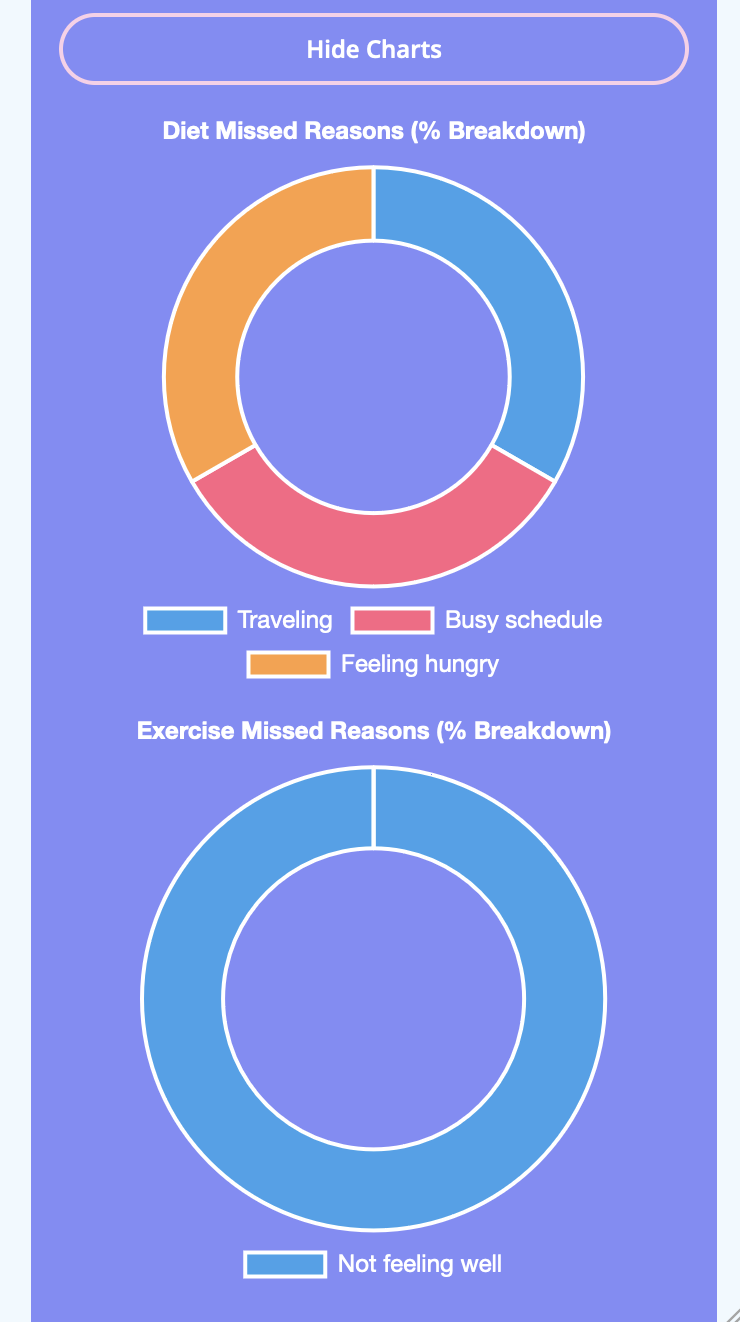 Hide Charts
Diet Missed Reasons (% Breakdown)
Traveling Busy schedule
Feeling hungry
Exercise Missed Reasons (% Breakdown)
Not feeling well